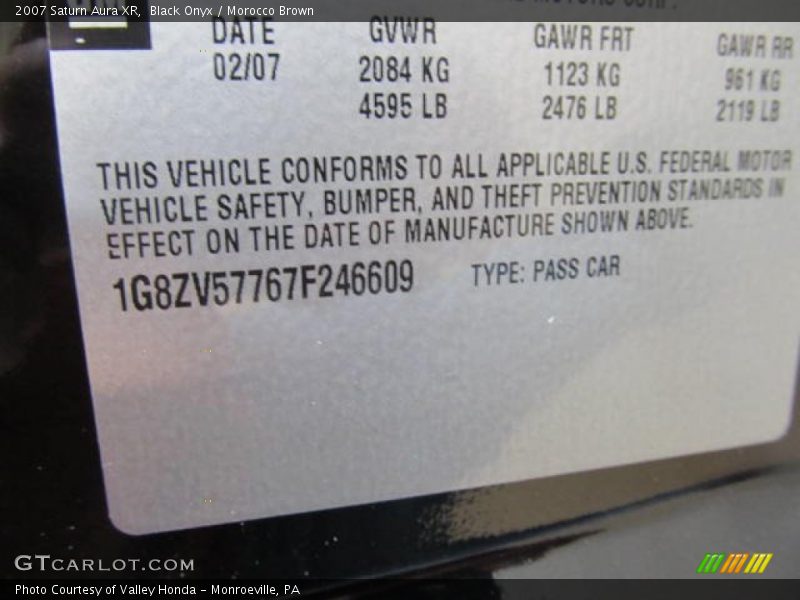 2007 Saturn Aura XR, Black Onyx / Morocco Brown
DATE GVWR GAWR FRT GAWR RR
02/07 2084 KG 1123 KG 961 KG
4595 LB 2476 LB 2119 LB
THIS VEHICLE CONFORMS TO ALL APPLICABLE U.S. FEDERAL MOTOR
VEHICLE SAFETY, BUMPER, AND THEFT PREVENTION STANDARDS IN
EFFECT ON THE DATE OF MANUFACTURE SHOWN ABOVE.
1G8ZV57767F246609 TYPE: PASS CAR
GTCARLOT.COM
Photo Courtesy of Valley Honda - Monroeville, PA